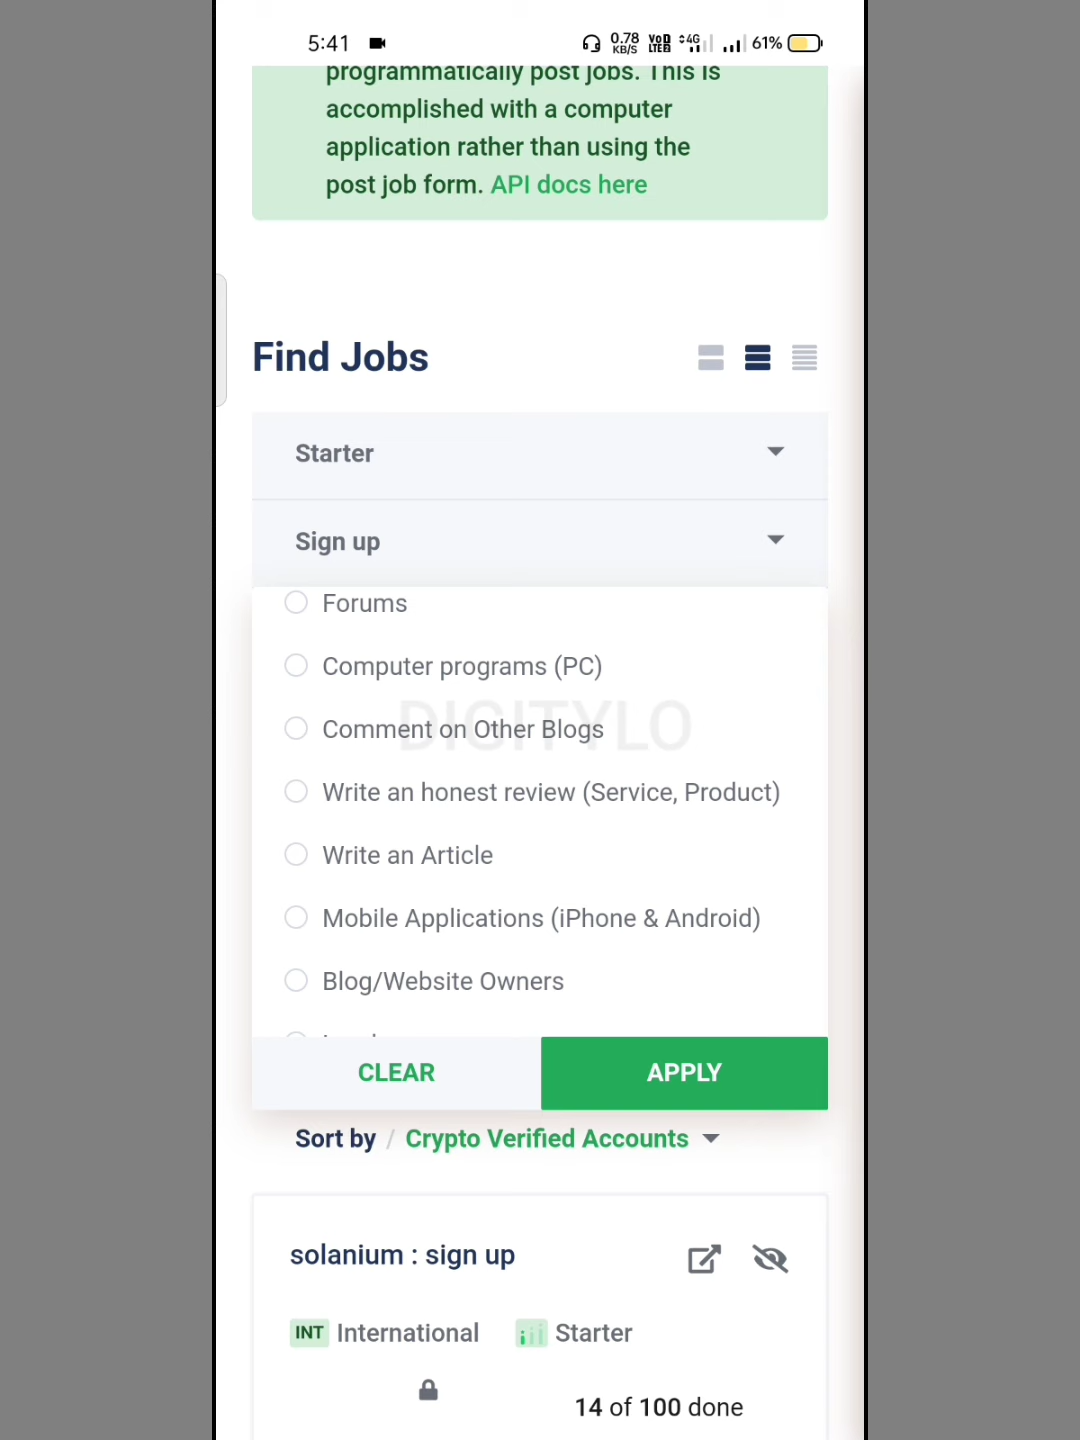 5:41 0.78 KB/S VoD LTE2 4G 61%
programmatically post jobs. This is
accomplished with a computer
application rather than using the
post job form. API docs here
Find Jobs
Starter
Sign up
Forums
Computer programs (PC)
DIGITYLO
Comment on Other Blogs
Write an honest review (Service, Product)
Write an Article
Mobile Applications (iPhone & Android)
Blog/Website Owners
CLEAR APPLY
Sort by / Crypto Verified Accounts
solanium : sign up
INT International Starter
14 of 100 done